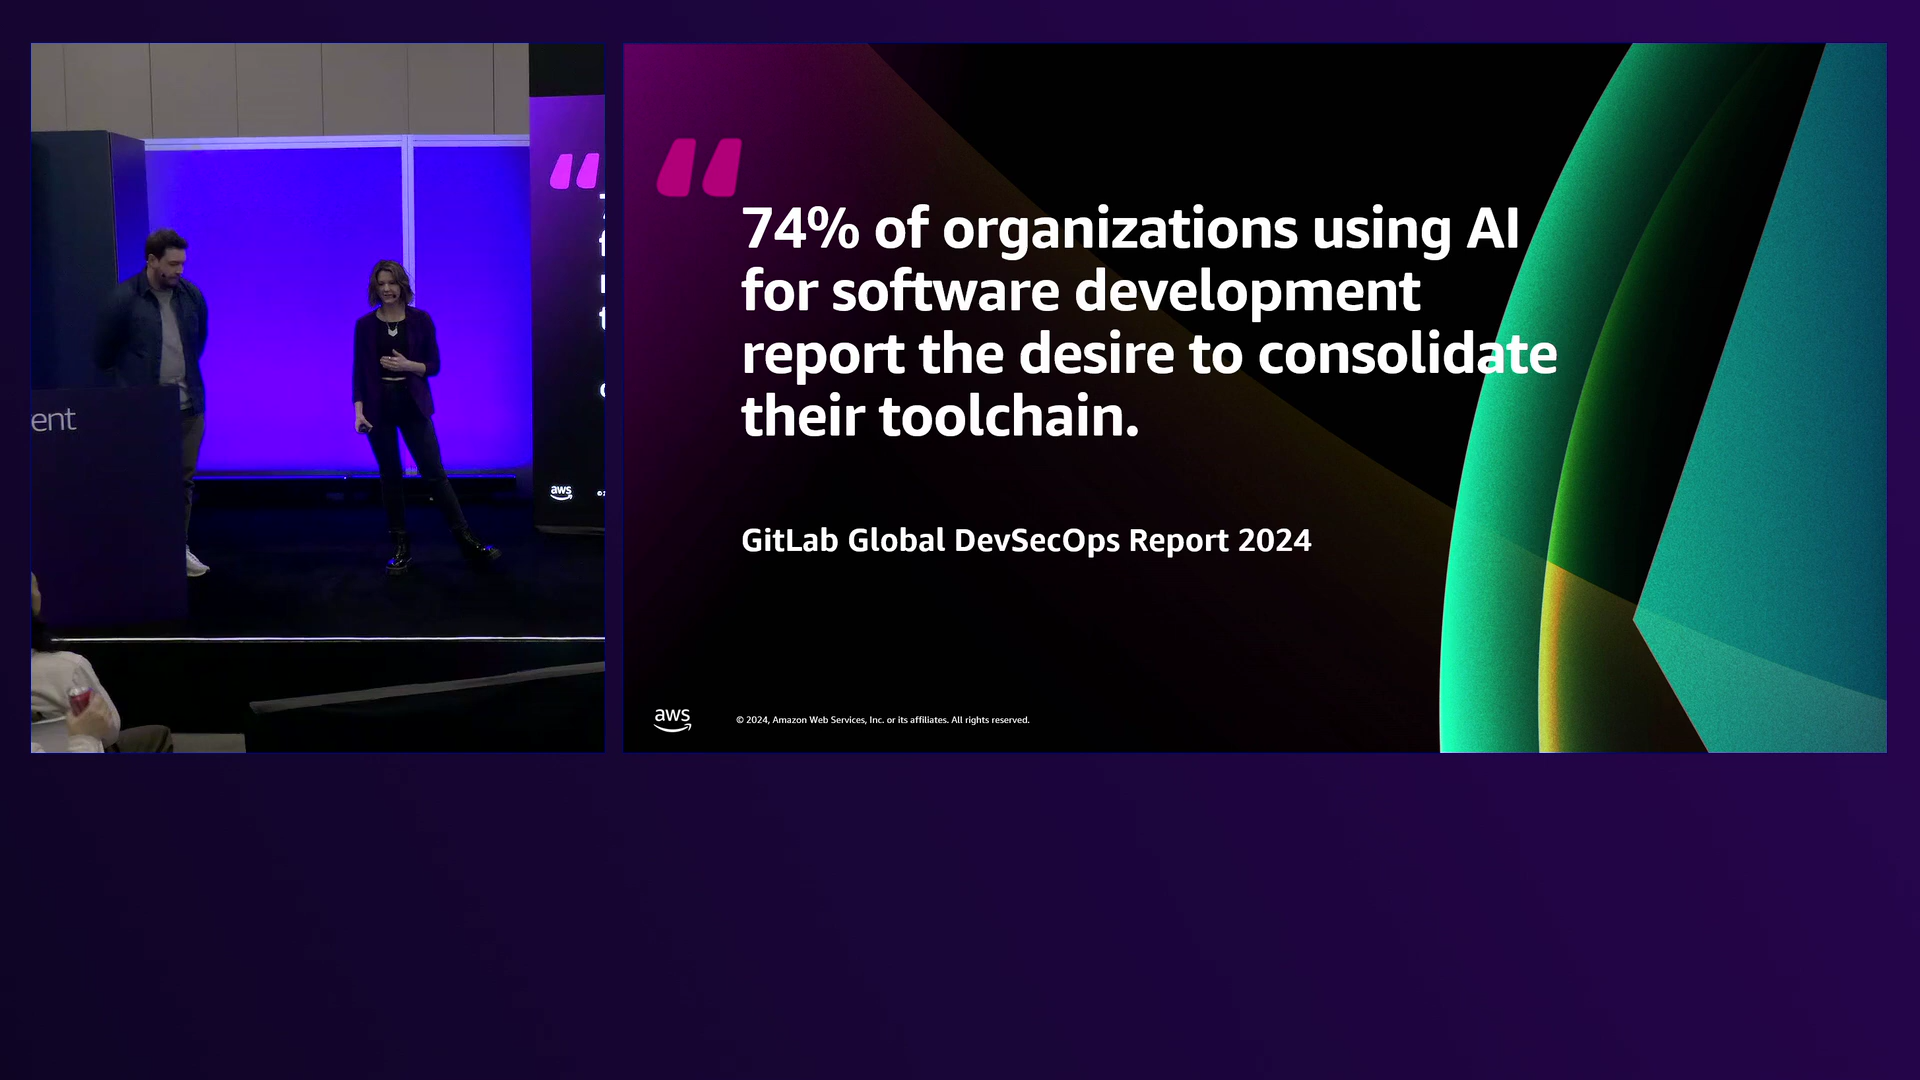 ent
aws
74% of organizations using AI
for software development
report the desire to consolidate
their toolchain.
GitLab Global DevSecOps Report 2024
aws
© 2024, Amazon Web Services, Inc. or its affiliates. All rights reserved.